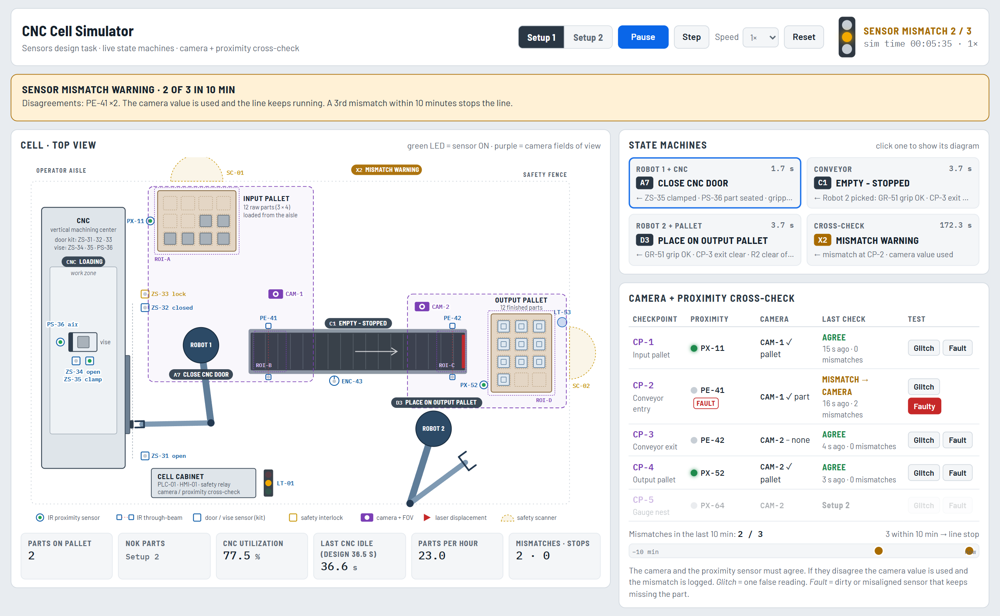 CNC Cell Simulator
Sensors design task · live state machines · camera + proximity cross-check
Setup 1
Setup 2
Pause
Step
Speed
1×
Reset
SENSOR MISMATCH 2 / 3
sim time 00:05:35 · 1×
SENSOR MISMATCH WARNING · 2 OF 3 IN 10 MIN
Disagreements: PE-41 ×2. The camera value is used and the line keeps running. A 3rd mismatch within 10 minutes stops the line.
CELL · TOP VIEW
green LED = sensor ON · purple = camera fields of view
OPERATOR AISLE
SC-01
X2 MISMATCH WARNING
SAFETY FENCE
INPUT PALLET
12 raw parts (3 × 4)
loaded from the aisle
PX-11
ROI-A
CNC
vertical machining center
door kit: ZS-31 · 32 · 33
vise: ZS-34 · 35 · PS-36
CNC LOADING
work zone
ZS-33 lock
ZS-32 closed
CAM-1
CAM-2
OUTPUT PALLET
12 finished parts
LT-53
PS-36 air
vise
ZS-34 open
ZS-35 clamp
ROBOT 1
A7 CLOSE CNC DOOR
PE-41
C1 EMPTY - STOPPED
PE-42
ROI-B
ROI-C
ENC-43
PX-52
SC-02
ROI-D
D3 PLACE ON OUTPUT PALLET
ROBOT 2
ZS-31 open
CELL CABINET
PLC-01 · HMI-01 · safety relay
camera / proximity cross-check
LT-01
IR proximity sensor
IR through-beam
door / vise sensor (kit)
safety interlock
camera + FOV
laser displacement
safety scanner
PARTS ON PALLET
2
NOK PARTS
Setup 2
CNC UTILIZATION
77.5 %
LAST CNC IDLE
(DESIGN 36.5 S)
36.6 s
PARTS PER HOUR
23.0
MISMATCHES · STOPS
2 · 0
STATE MACHINES
click one to show its diagram
ROBOT 1 + CNC
1.7 s
A7 CLOSE CNC DOOR
← ZS-35 clamped · PS-36 part seated · gripp...
CONVEYOR
3.7 s
C1 EMPTY - STOPPED
← Robot 2 picked: GR-51 grip OK · CP-3 exit ...
ROBOT 2 + PALLET
3.7 s
D3 PLACE ON OUTPUT PALLET
← GR-51 grip OK · CP-3 exit clear · R2 clear of...
CROSS-CHECK
172.3 s
X2 MISMATCH WARNING
← mismatch at CP-2 · camera value used
CAMERA + PROXIMITY CROSS-CHECK
CHECKPOINT
PROXIMITY
CAMERA
LAST CHECK
TEST
CP-1
Input pallet
PX-11
CAM-1 ✓
pallet
AGREE
15 s ago · 0
mismatches
Glitch
Fault
CP-2
Conveyor
entry
PE-41
FAULT
CAM-1 ✓ part
MISMATCH →
CAMERA
16 s ago · 2
mismatches
Glitch
Faulty
CP-3
Conveyor exit
PE-42
CAM-2 – none
AGREE
4 s ago · 0 mismatches
Glitch
Fault
CP-4
Output pallet
PX-52
CAM-2 ✓
pallet
AGREE
3 s ago · 0 mismatches
Glitch
Fault
CP-5
Gauge nest
PX-64
CAM-2
Setup 2
Glitch
Fault
Mismatches in the last 10 min: 2 / 3
3 within 10 min → line stop
−10 min
now
The camera and the proximity sensor must agree. If they disagree the camera value is used and
the mismatch is logged. Glitch = one false reading. Fault = dirty or misaligned sensor that keeps
missing the part.